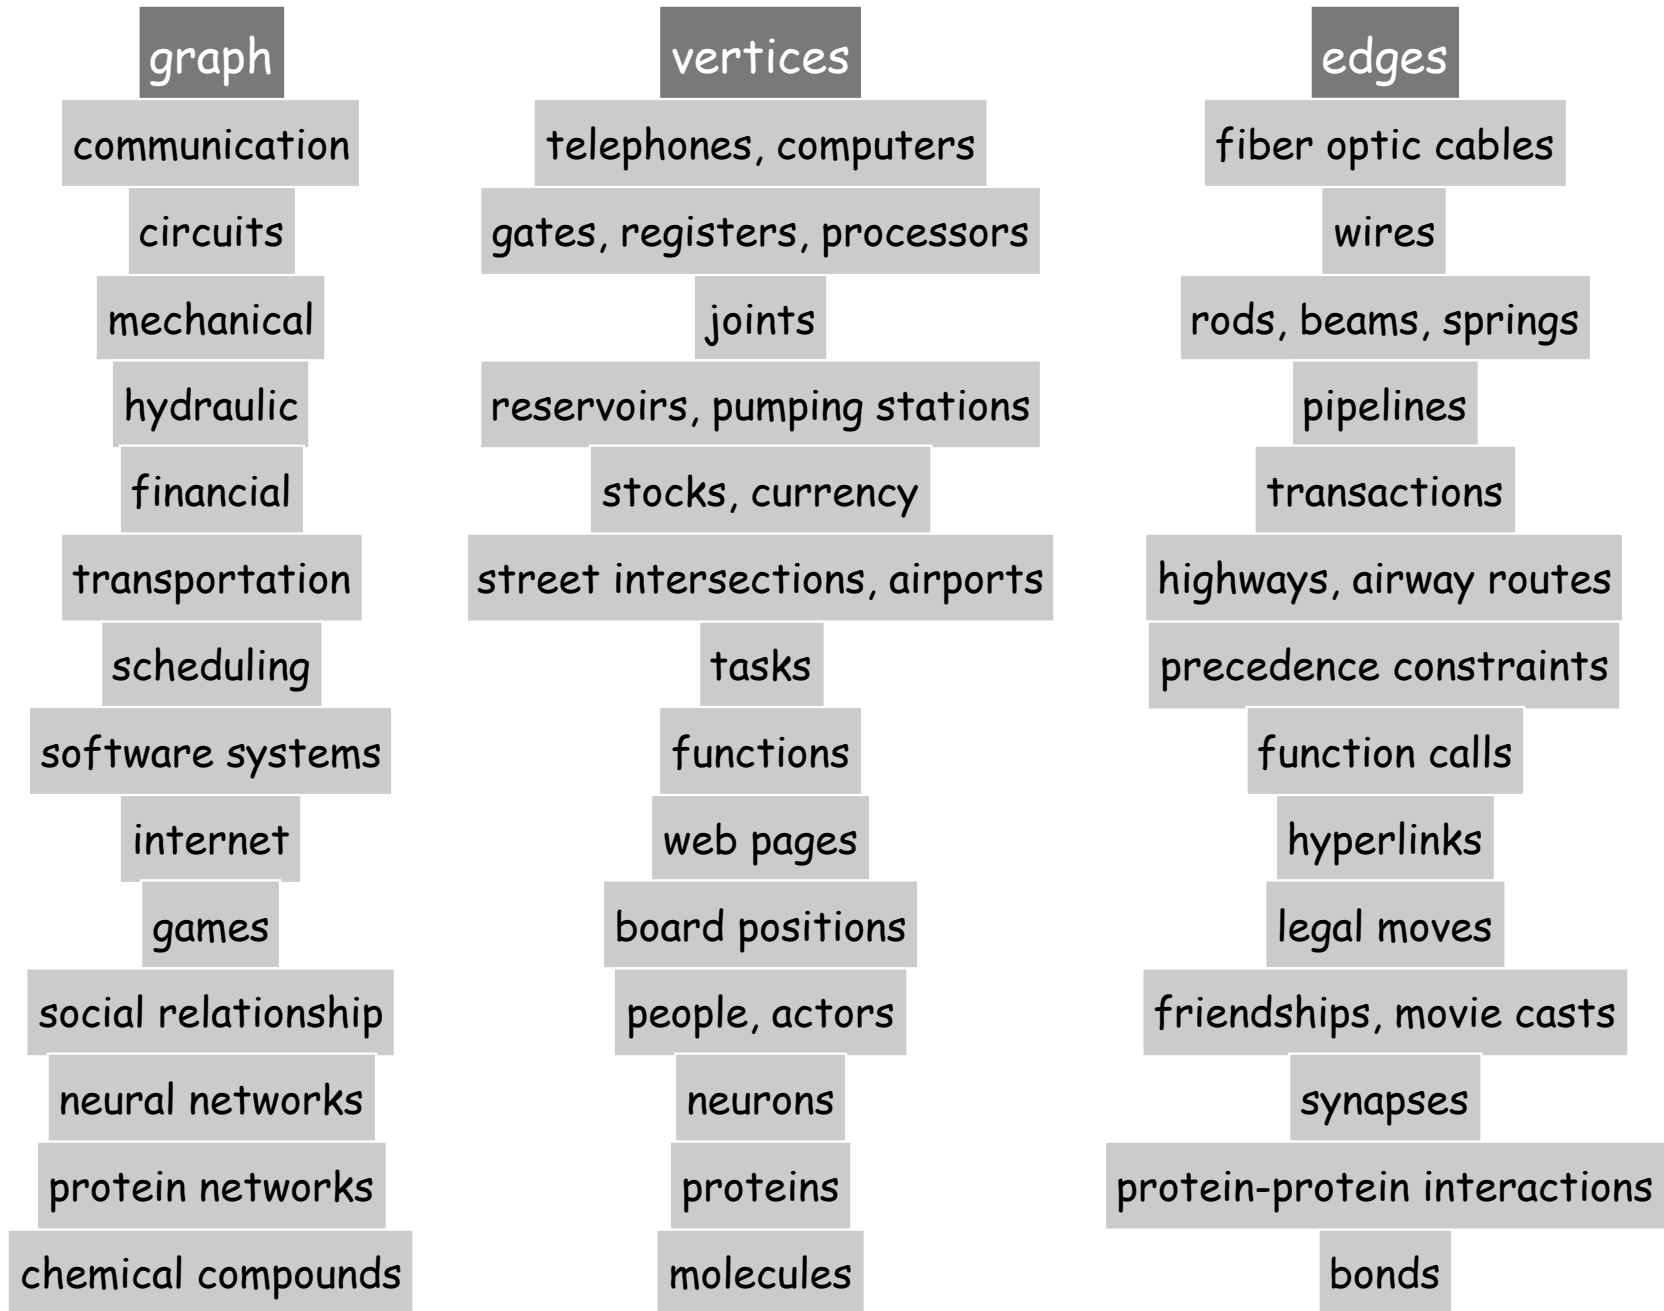 graph vertices edges
communication telephones, computers fiber optic cables
circuits gates, registers, processors wires
mechanical joints rods, beams, springs
hydraulic reservoirs, pumping stations pipelines
financial stocks, currency transactions
transportation street intersections, airports highways, airway routes
scheduling tasks precedence constraints
software systems functions function calls
internet web pages hyperlinks
games board positions legal moves
social relationship people, actors friendships, movie casts
neural networks neurons synapses
protein networks proteins protein-protein interactions
chemical compounds molecules bonds